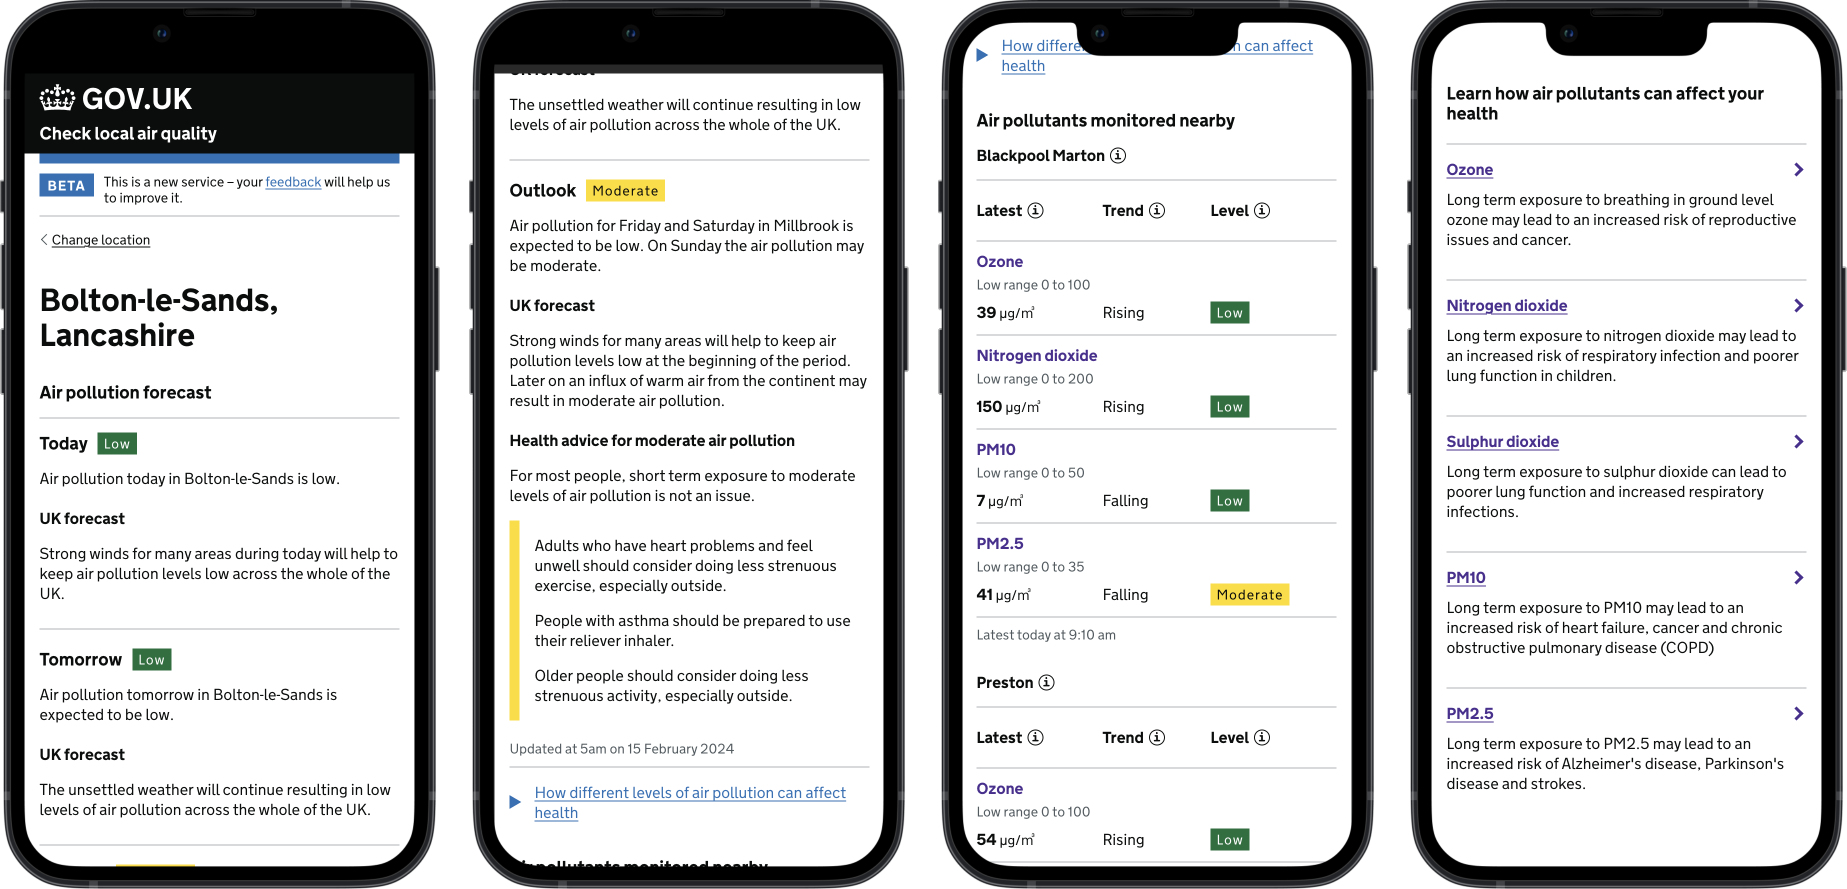 GOV.UK
Check local air quality
BETA
This is a new service – your feedback will help us
to improve it.
Change location
Bolton-le-Sands,
Lancashire
Air pollution forecast
Today Low
Air pollution today in Bolton-le-Sands is low.
UK forecast
Strong winds for many areas during today will help to
keep air pollution levels low across the whole of the
UK.
Tomorrow Low
Air pollution tomorrow in Bolton-le-Sands is
expected to be low.
UK forecast
The unsettled weather will continue resulting in low
levels of air pollution across the whole of the UK.
UK forecast
The unsettled weather will continue resulting in low
levels of air pollution across the whole of the UK.
Outlook Moderate
Air pollution for Friday and Saturday in Millbrook is
expected to be low. On Sunday the air pollution may
be moderate.
UK forecast
Strong winds for many areas will help to keep air
pollution levels low at the beginning of the period.
Later on an influx of warm air from the continent may
result in moderate air pollution.
Health advice for moderate air pollution
For most people, short term exposure to moderate
levels of air pollution is not an issue.
Adults who have heart problems and feel
unwell should consider doing less strenuous
exercise, especially outside.
People with asthma should be prepared to use
their reliever inhaler.
Older people should consider doing less
strenuous activity, especially outside.
Updated at 5am on 15 February 2024
How different levels of air pollution can affect
health
Air pollutants monitored nearby
How can affect
health
Air pollutants monitored nearby
Blackpool Marton
Latest Trend Level
Ozone
Low range 0 to 100
39 µg/m³ Rising Low
Nitrogen dioxide
Low range 0 to 200
150 µg/m³ Rising Low
PM10
Low range 0 to 50
7 µg/m³ Falling Low
PM2.5
Low range 0 to 35
41 µg/m³ Falling Moderate
Latest today at 9:10 am
Preston
Latest Trend Level
Ozone
Low range 0 to 100
54 µg/m³ Rising Low
Learn how air pollutants can affect your
health
Ozone
Long term exposure to breathing in ground level
ozone may lead to an increased risk of reproductive
issues and cancer.
Nitrogen dioxide
Long term exposure to nitrogen dioxide may lead to
an increased risk of respiratory infection and poorer
lung function in children.
Sulphur dioxide
Long term exposure to sulphur dioxide can lead to
poorer lung function and increased respiratory
infections.
PM10
Long term exposure to PM10 may lead to an
increased risk of heart failure, cancer and chronic
obstructive pulmonary disease (COPD)
PM2.5
Long term exposure to PM2.5 may lead to an
increased risk of Alzheimer's disease, Parkinson's
disease and strokes.